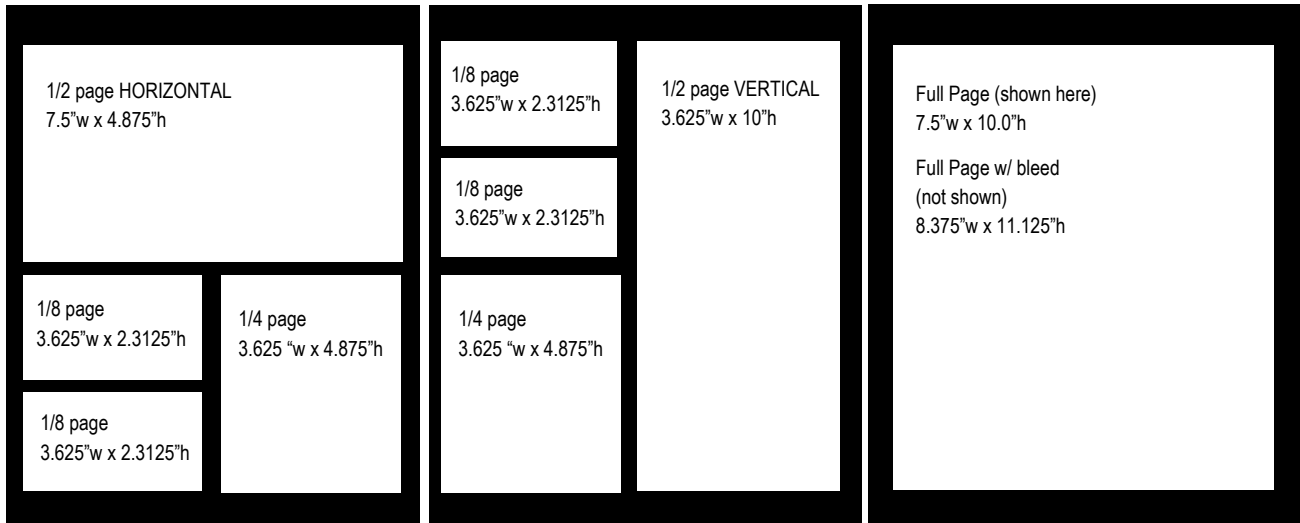 1/2 page HORIZONTAL
7.5”w x 4.875”h
1/8 page
3.625”w x 2.3125”h
1/8 page
3.625”w x 2.3125”h
1/4 page
3.625 “w x 4.875”h
1/8 page
3.625”w x 2.3125”h
1/8 page
3.625”w x 2.3125”h
1/4 page
3.625 “w x 4.875”h
1/2 page VERTICAL
3.625”w x 10”h
Full Page (shown here)
7.5”w x 10.0”h
Full Page w/ bleed
(not shown)
8.375”w x 11.125”h